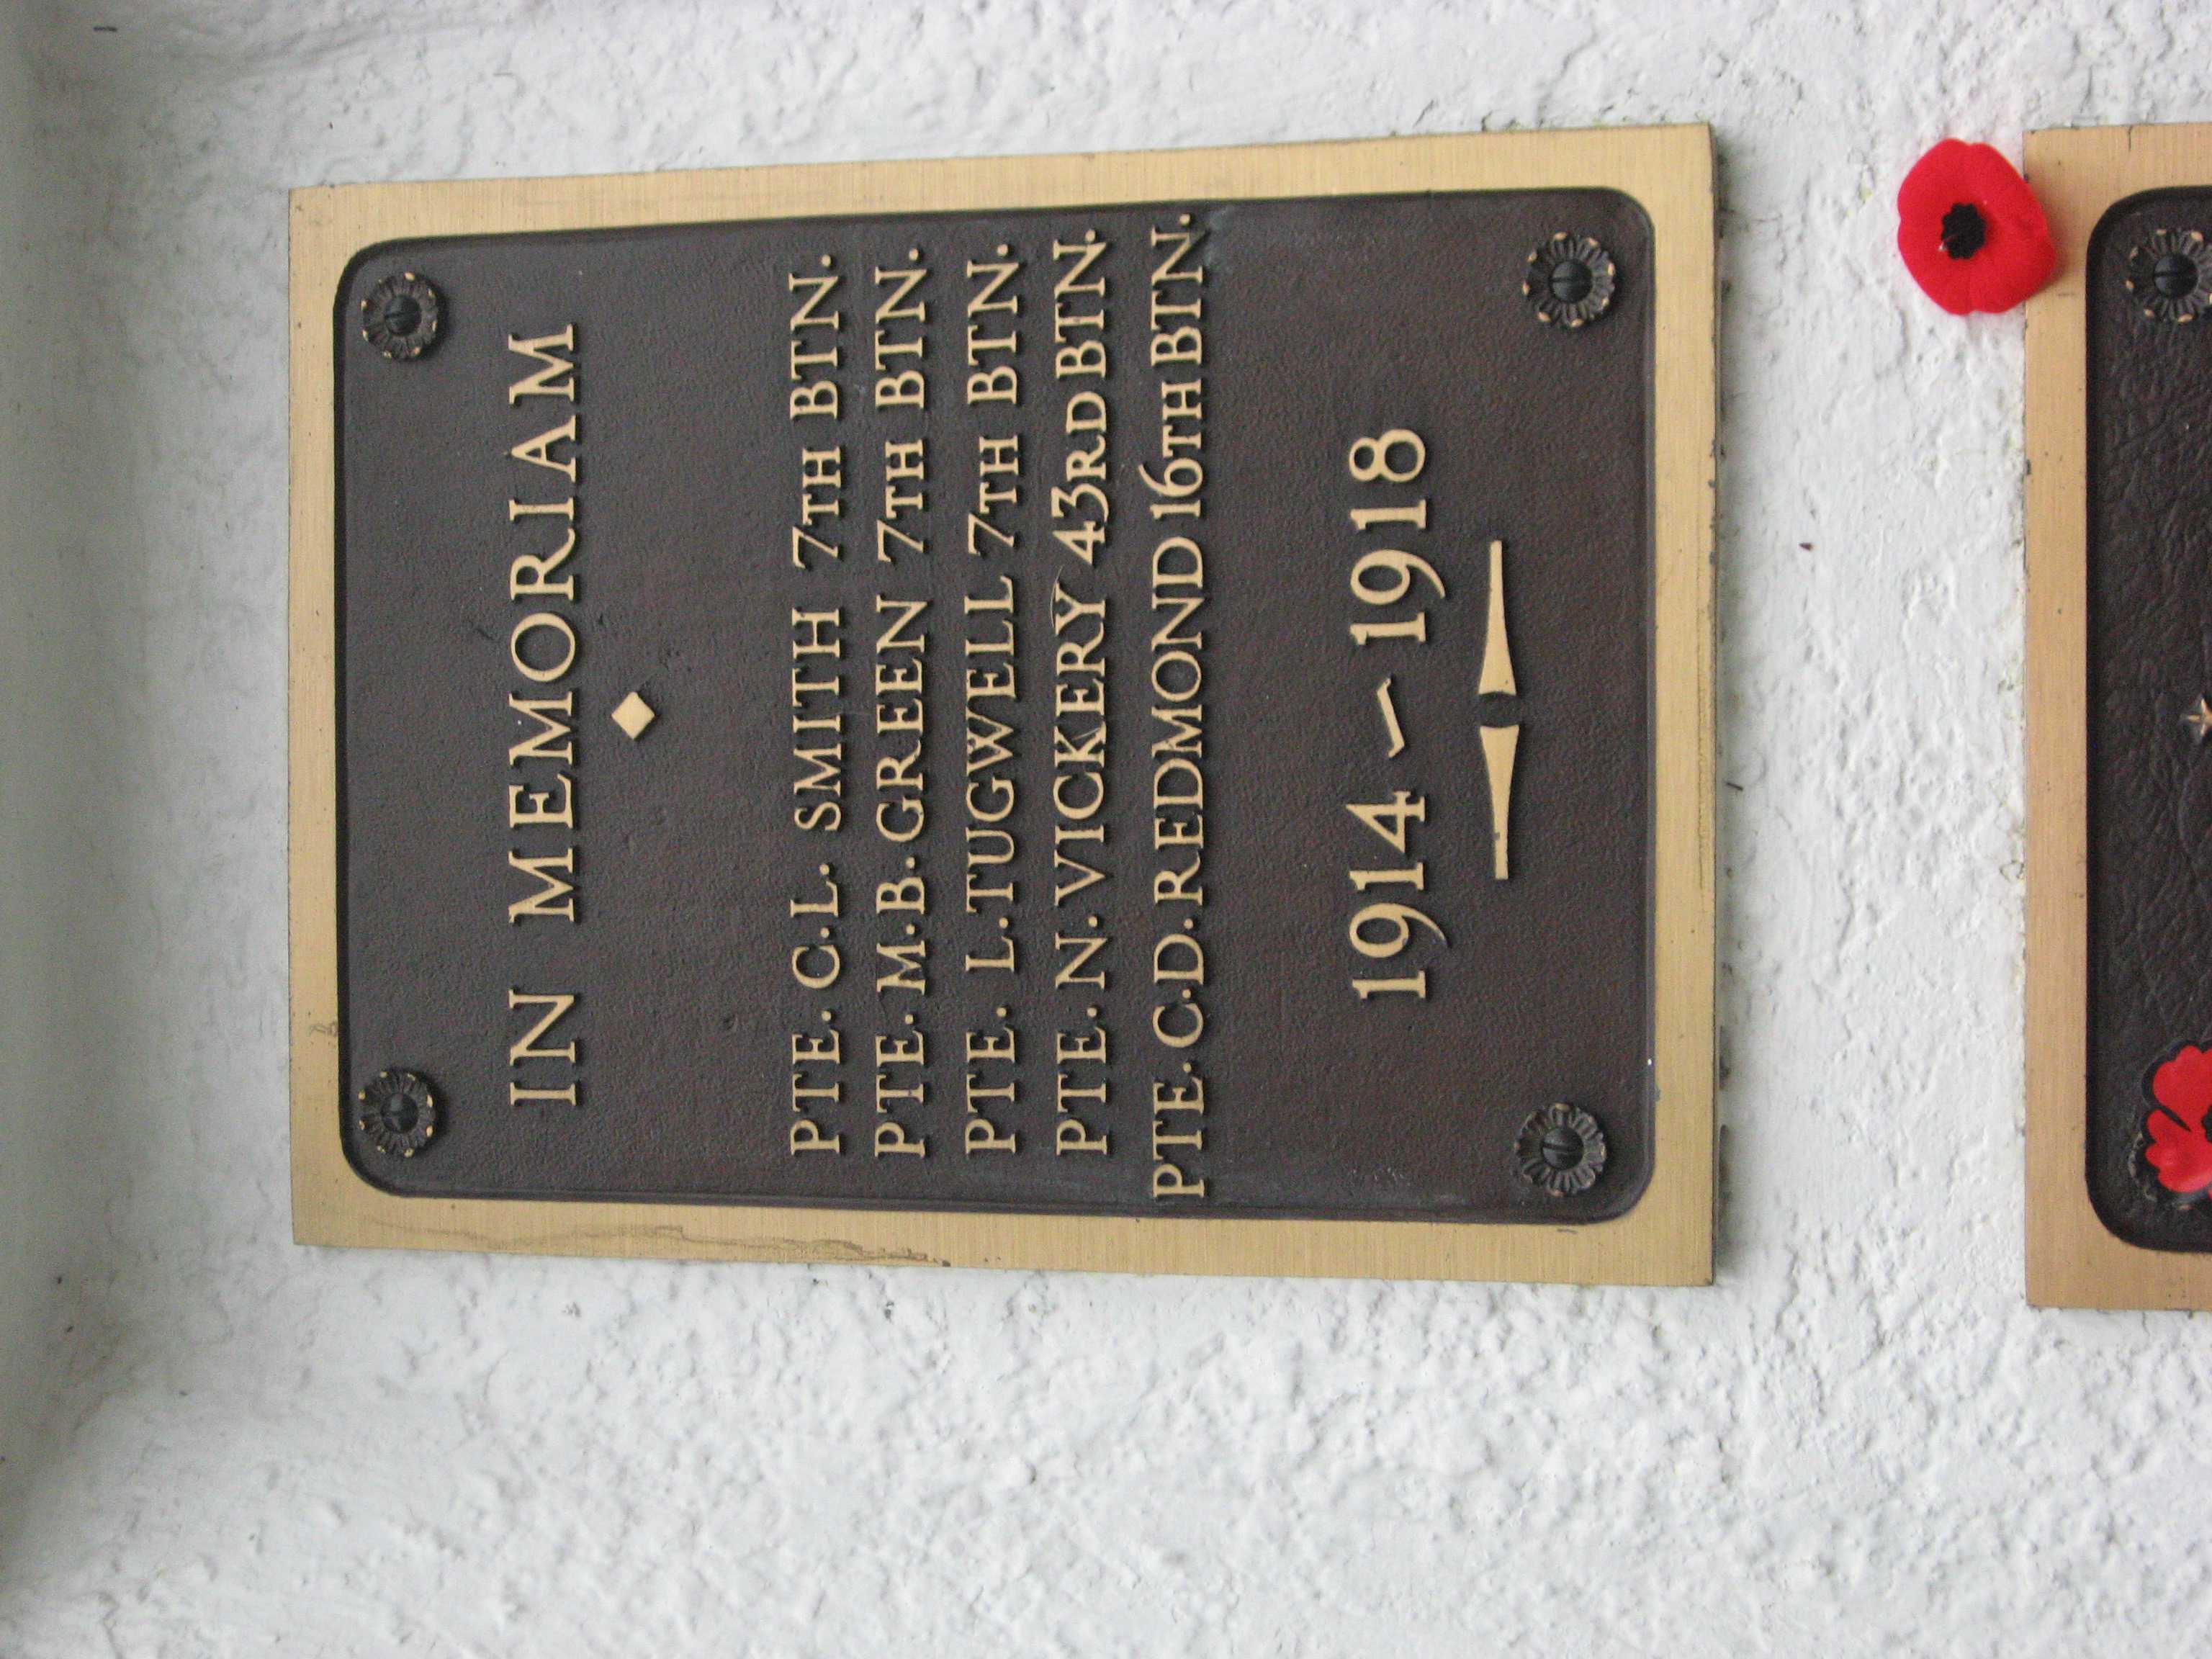 IN MEMORIAM
PTE. C.L. SMITH 7TH BTN.
PTE. M.B. GREEN 7TH BTN.
PTE. L. TUGWELL 7TH BTN.
PTE. N. VICKERY 43RD BTN.
PTE. C.D. REDMOND 16TH BTN.
1914 ~ 1918